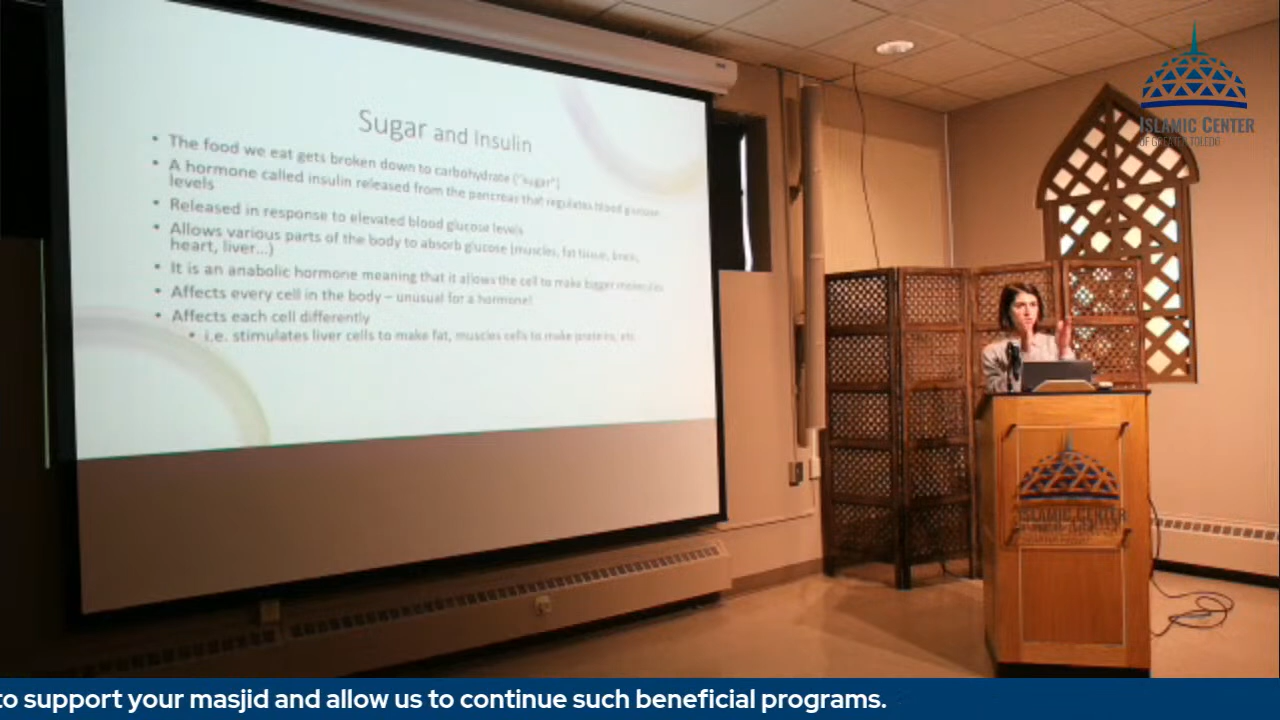 Sugar and Insulin
• The food we eat gets broken down to carbohydrate ("sugar")
• A hormone called insulin released from the pancreas that regulates blood glucose
levels
• Released in response to elevated blood glucose levels
• Allows various parts of the body to absorb glucose (muscles, fat tissue, brain,
heart, liver...)
• It is an anabolic hormone meaning that it allows the cell to make bigger molecules
• Affects every cell in the body – unusual for a hormone!
• Affects each cell differently
• i.e. stimulates liver cells to make fat, muscles cells to make proteins, etc
ISLAMIC CENTER
OF GREATER TOLEDO
ISLAMIC CENTER
to support your masjid and allow us to continue such beneficial programs.